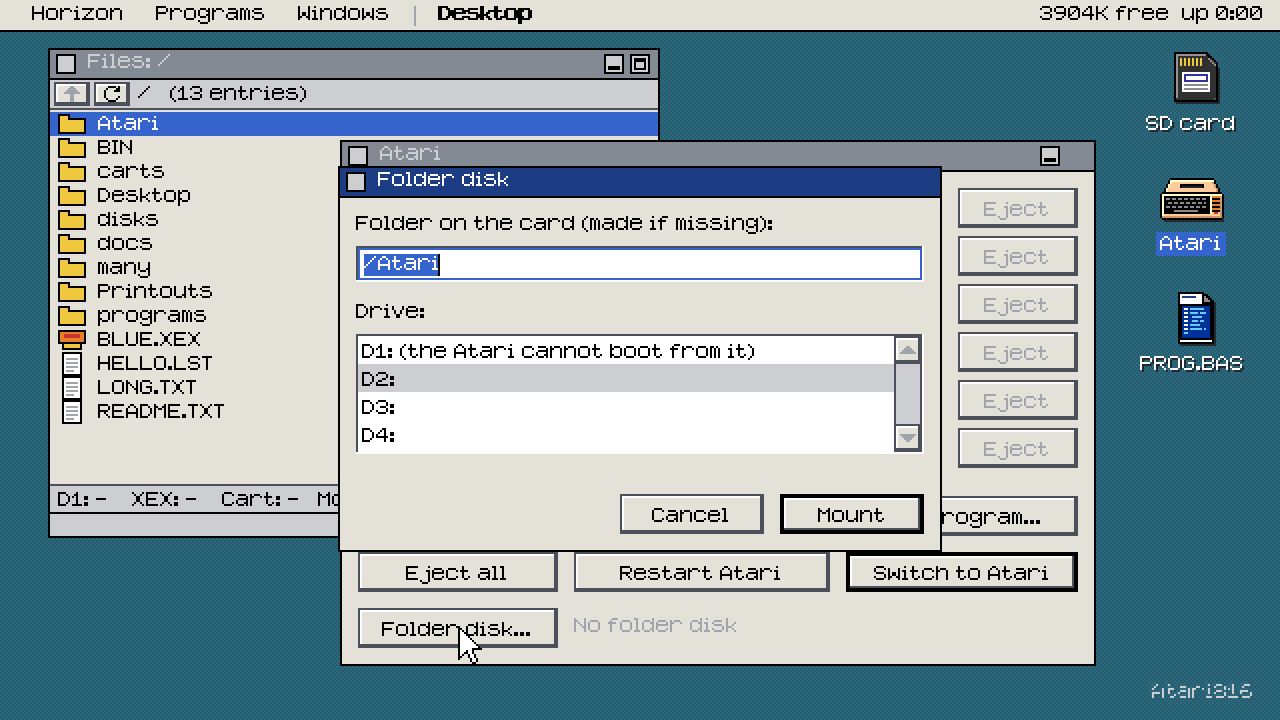 Horizon Programs Windows | Desktop 3904K free up 0:00
Files: /
/ (13 entries)
Atari
BIN
carts
Desktop
disks
docs
many
Printouts
programs
BLUE.XEX
HELLO.LST
LONG.TXT
README.TXT
D1: - XEX: - Cart: -
Atari
Folder disk
Folder on the card (made if missing):
/Atari
Drive:
D1: (the Atari cannot boot from it)
D2:
D3:
D4:
Cancel
Mount
Eject
Eject
Eject
Eject
Eject
Eject
Eject all
Restart Atari
Switch to Atari
Folder disk...
No folder disk
SD card
Atari
PROG.BAS
Atari816